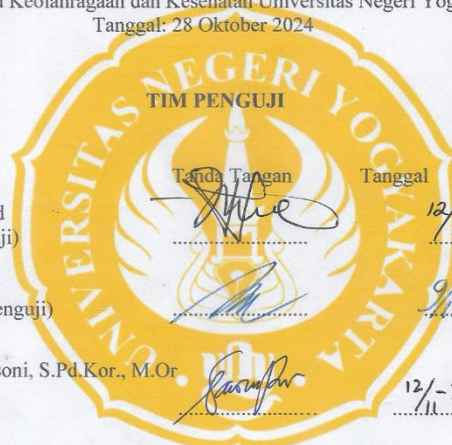 Keolahragaan dan Kesehatan Universitas Negeri Yog
Tanggal: 28 Oktober 2024
TIM PENGUJI
UNIVERSITAS NEGERI YOGYAKARTA
Tanda Tangan Tanggal
d 12/
ji)
enguji)
soni, S.Pd.Kor., M.Or 12/11